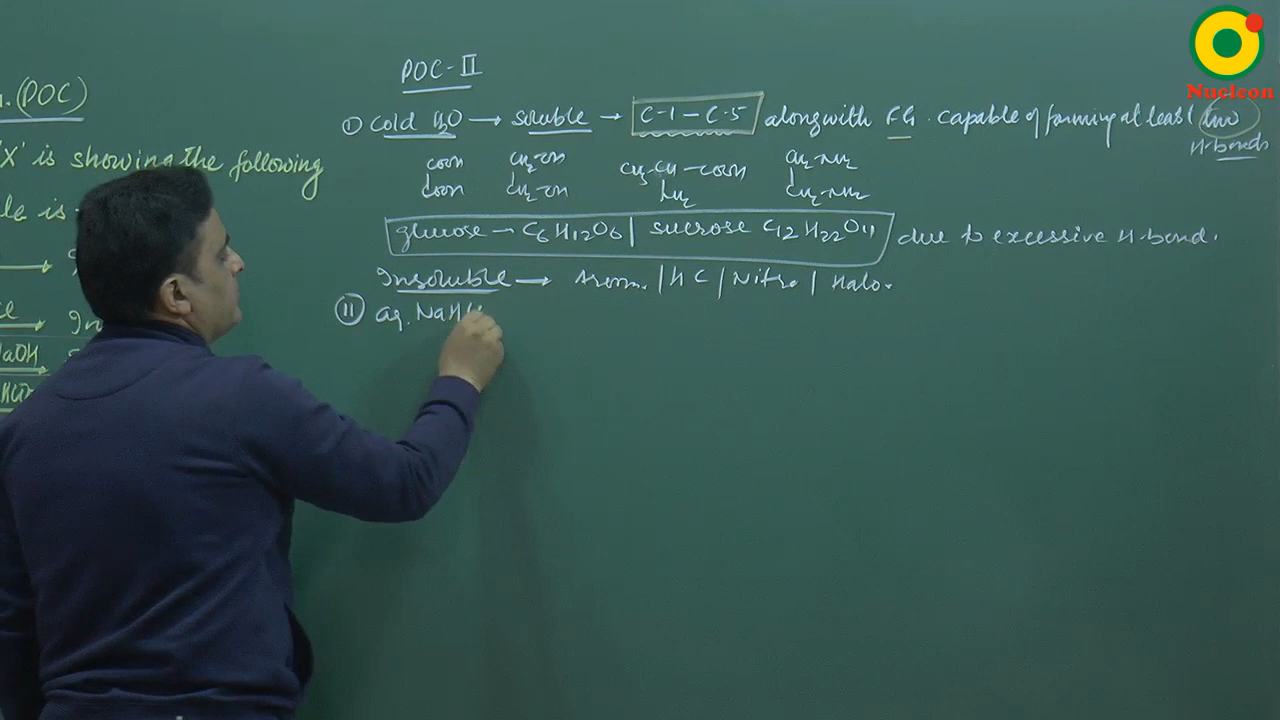 Nucleon
. (POC)
'X' is showing the following
le is
NaOH
POC-II
① Cold H2O → soluble → C-1 – C-5 along with FG. capable of forming at least two
H-bonds
COOH CH2-OH CH3-CH-COOH CH2-NH2
COOH CH2-OH NH2 CH2-NH2
glucose – C6H12O6 | sucrose C12H22O11 due to excessive H-bond.
Insoluble → Arom. | HC | Nitro | Halo.
Ⓘ aq. NaH